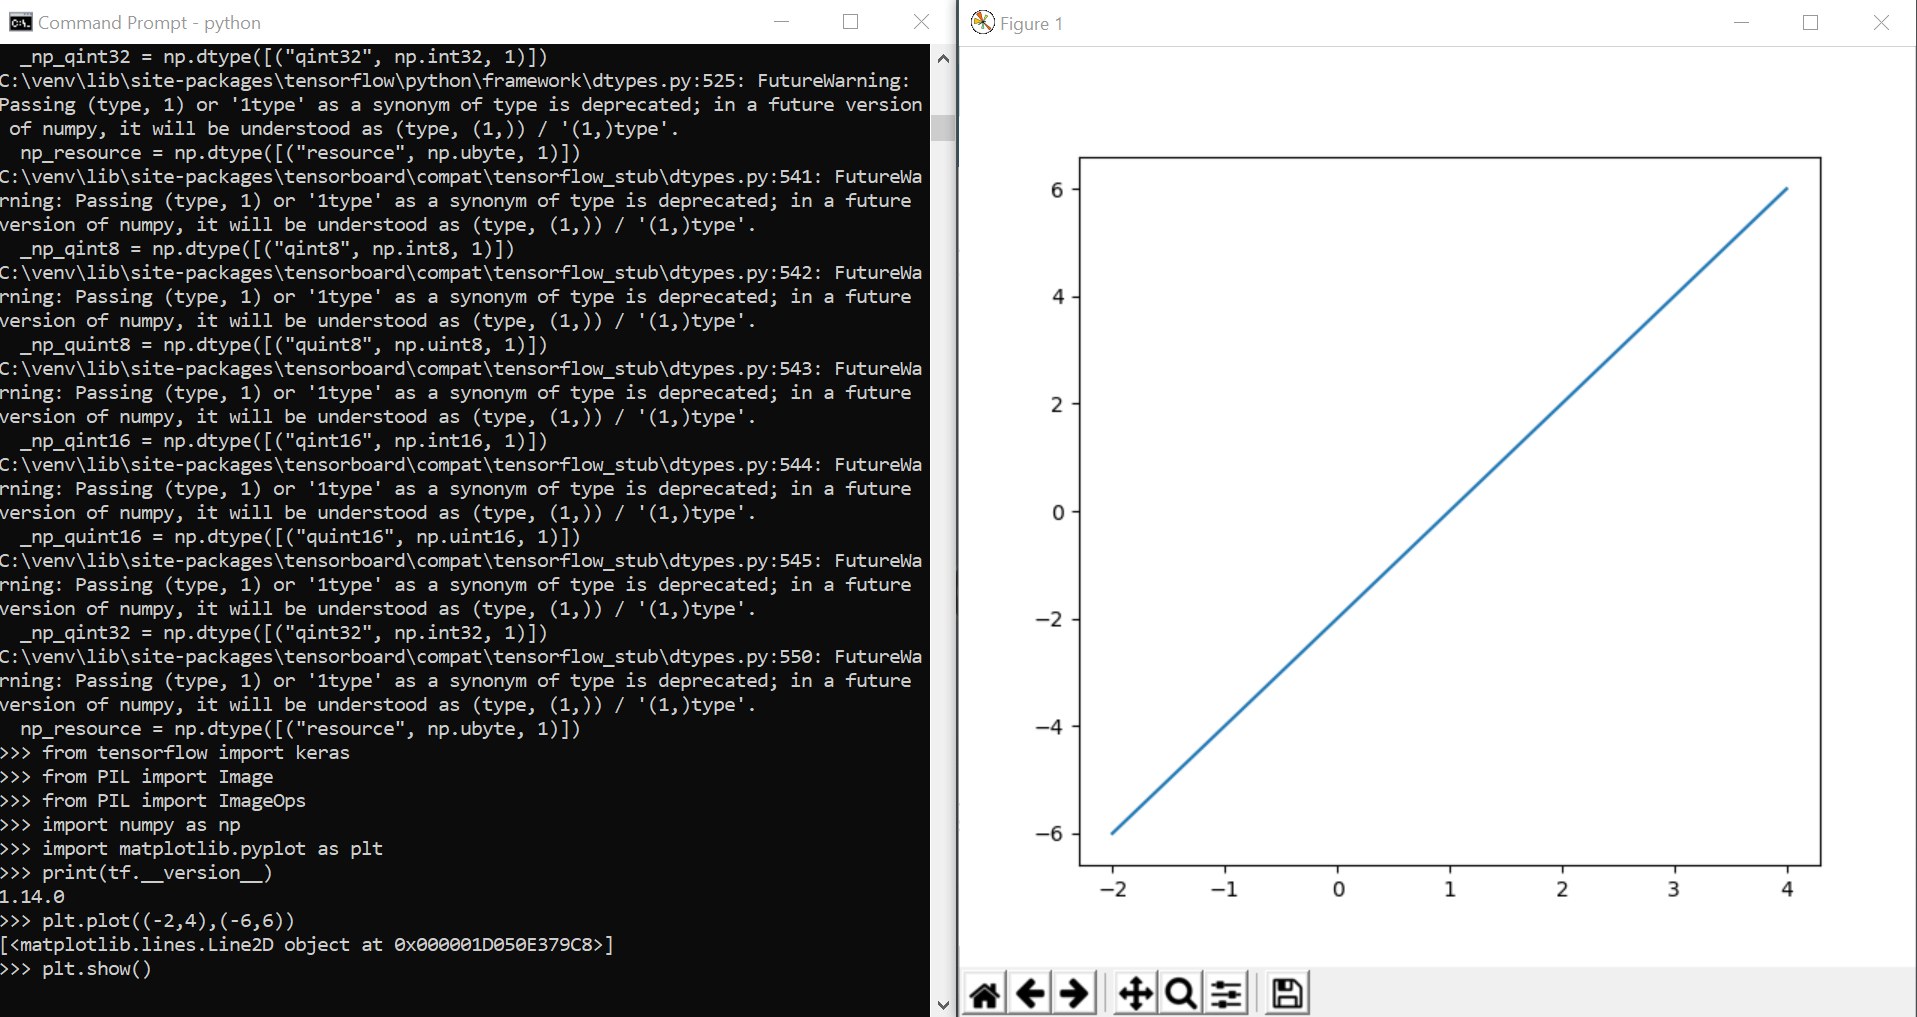 Command Prompt - python
  _np_qint32 = np.dtype([("qint32", np.int32, 1)])
C:\venv\lib\site-packages\tensorflow\python\framework\dtypes.py:525: FutureWarning:
Passing (type, 1) or '1type' as a synonym of type is deprecated; in a future version
 of numpy, it will be understood as (type, (1,)) / '(1,)type'.
  np_resource = np.dtype([("resource", np.ubyte, 1)])
C:\venv\lib\site-packages\tensorboard\compat\tensorflow_stub\dtypes.py:541: FutureWa
rning: Passing (type, 1) or '1type' as a synonym of type is deprecated; in a future
version of numpy, it will be understood as (type, (1,)) / '(1,)type'.
  _np_qint8 = np.dtype([("qint8", np.int8, 1)])
C:\venv\lib\site-packages\tensorboard\compat\tensorflow_stub\dtypes.py:542: FutureWa
rning: Passing (type, 1) or '1type' as a synonym of type is deprecated; in a future
version of numpy, it will be understood as (type, (1,)) / '(1,)type'.
  _np_quint8 = np.dtype([("quint8", np.uint8, 1)])
C:\venv\lib\site-packages\tensorboard\compat\tensorflow_stub\dtypes.py:543: FutureWa
rning: Passing (type, 1) or '1type' as a synonym of type is deprecated; in a future
version of numpy, it will be understood as (type, (1,)) / '(1,)type'.
  _np_qint16 = np.dtype([("qint16", np.int16, 1)])
C:\venv\lib\site-packages\tensorboard\compat\tensorflow_stub\dtypes.py:544: FutureWa
rning: Passing (type, 1) or '1type' as a synonym of type is deprecated; in a future
version of numpy, it will be understood as (type, (1,)) / '(1,)type'.
  _np_quint16 = np.dtype([("quint16", np.uint16, 1)])
C:\venv\lib\site-packages\tensorboard\compat\tensorflow_stub\dtypes.py:545: FutureWa
rning: Passing (type, 1) or '1type' as a synonym of type is deprecated; in a future
version of numpy, it will be understood as (type, (1,)) / '(1,)type'.
  _np_qint32 = np.dtype([("qint32", np.int32, 1)])
C:\venv\lib\site-packages\tensorboard\compat\tensorflow_stub\dtypes.py:550: FutureWa
rning: Passing (type, 1) or '1type' as a synonym of type is deprecated; in a future
version of numpy, it will be understood as (type, (1,)) / '(1,)type'.
  np_resource = np.dtype([("resource", np.ubyte, 1)])
>>> from tensorflow import keras
>>> from PIL import Image
>>> from PIL import ImageOps
>>> import numpy as np
>>> import matplotlib.pyplot as plt
>>> print(tf.__version__)
1.14.0
>>> plt.plot((-2,4),(-6,6))
[<matplotlib.lines.Line2D object at 0x000001D050E379C8>]
>>> plt.show()
Figure 1
6
4
2
0
−2
−4
−6
−2 −1 0 1 2 3 4